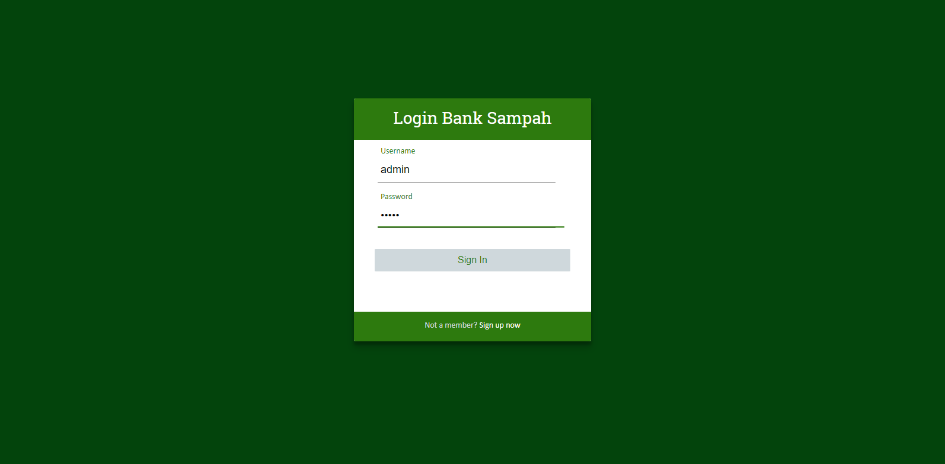 Login Bank Sampah
Username
admin
Password
•••••
Sign In
Not a member? Sign up now